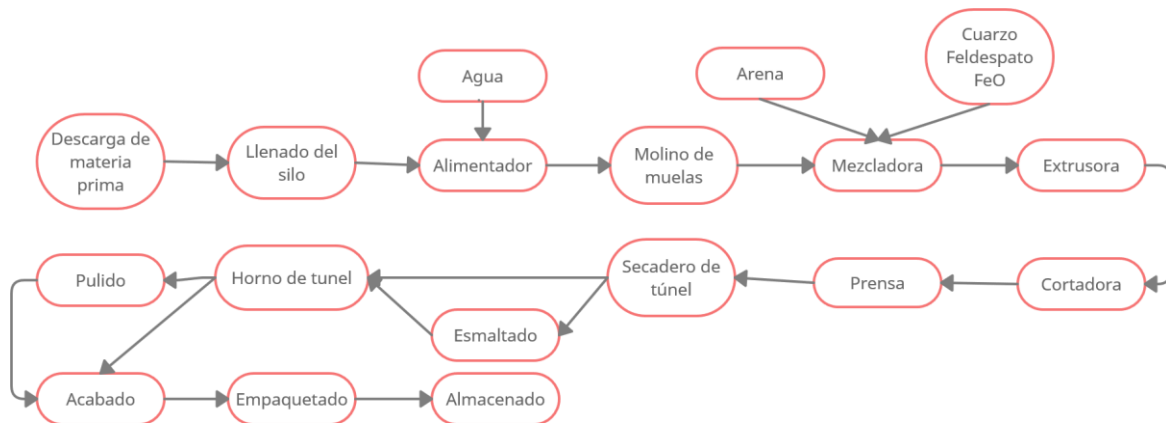 Agua
Arena
Cuarzo
Feldespato
FeO
Descarga de
materia
prima
Llenado del
silo
Alimentador
Molino de
muelas
Mezcladora
Extrusora
Pulido
Horno de tunel
Secadero de
túnel
Prensa
Cortadora
Esmaltado
Acabado
Empaquetado
Almacenado